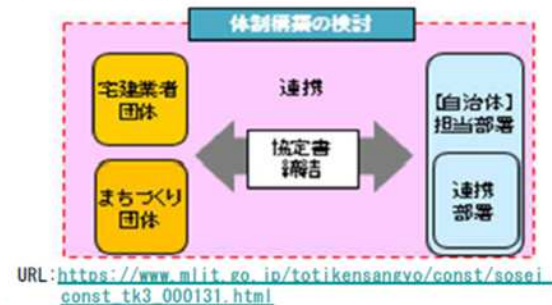 体制構築の検討
宅建業者
団体
連携
【自治体】
担当部署
協定書
締結
まちづくり
団体
連携
部署
URL:https://www.mlit.go.jp/totikensangyo/const/sosei_
const_tk3_000131.html